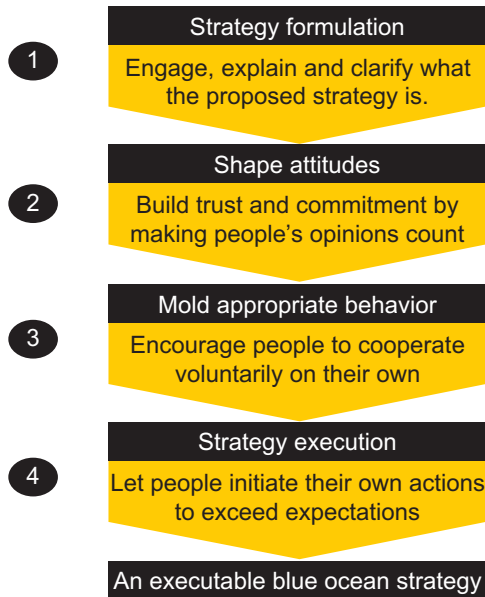 1
Strategy formulation
Engage, explain and clarify what
the proposed strategy is.
2
Shape attitudes
Build trust and commitment by
making people's opinions count
3
Mold appropriate behavior
Encourage people to cooperate
voluntarily on their own
4
Strategy execution
Let people initiate their own actions
to exceed expectations
An executable blue ocean strategy